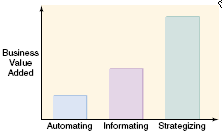 Business
Value
Added
Automating Informating Strategizing